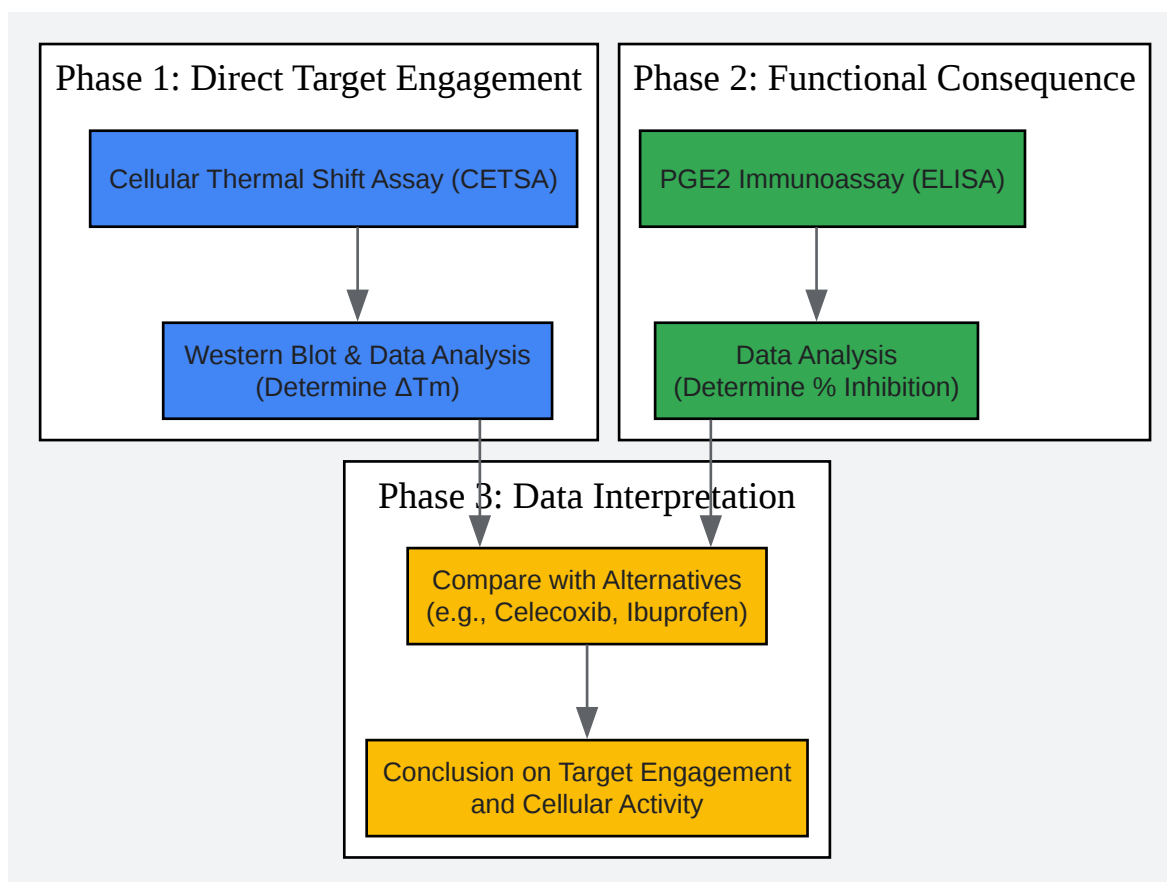 Phase 1: Direct Target Engagement
Cellular Thermal Shift Assay (CETSA)
Western Blot & Data Analysis
(Determine ΔTm)
Phase 2: Functional Consequence
PGE2 Immunoassay (ELISA)
Data Analysis
(Determine % Inhibition)
Phase 3: Data Interpretation
Compare with Alternatives
(e.g., Celecoxib, Ibuprofen)
Conclusion on Target Engagement
and Cellular Activity